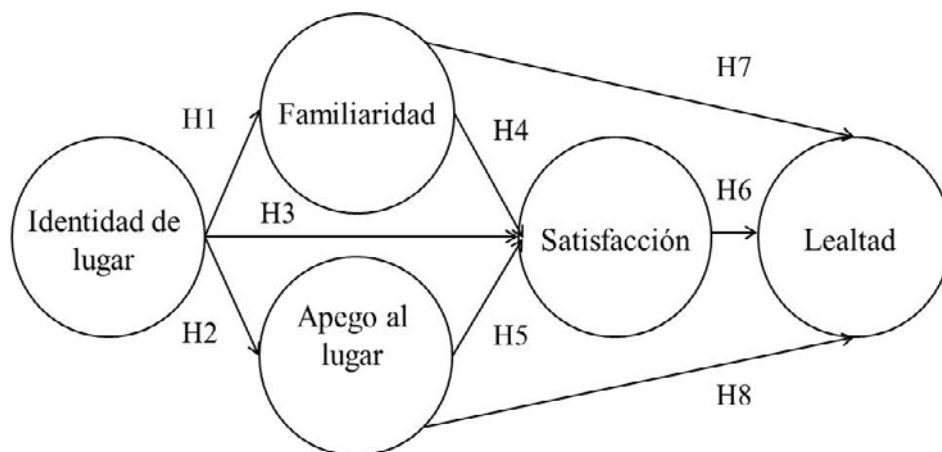 H7
H1
Familiaridad
H4
H3
H6
Identidad de
lugar
Satisfacción
Lealtad
H2
Apego al
lugar
H5
H8